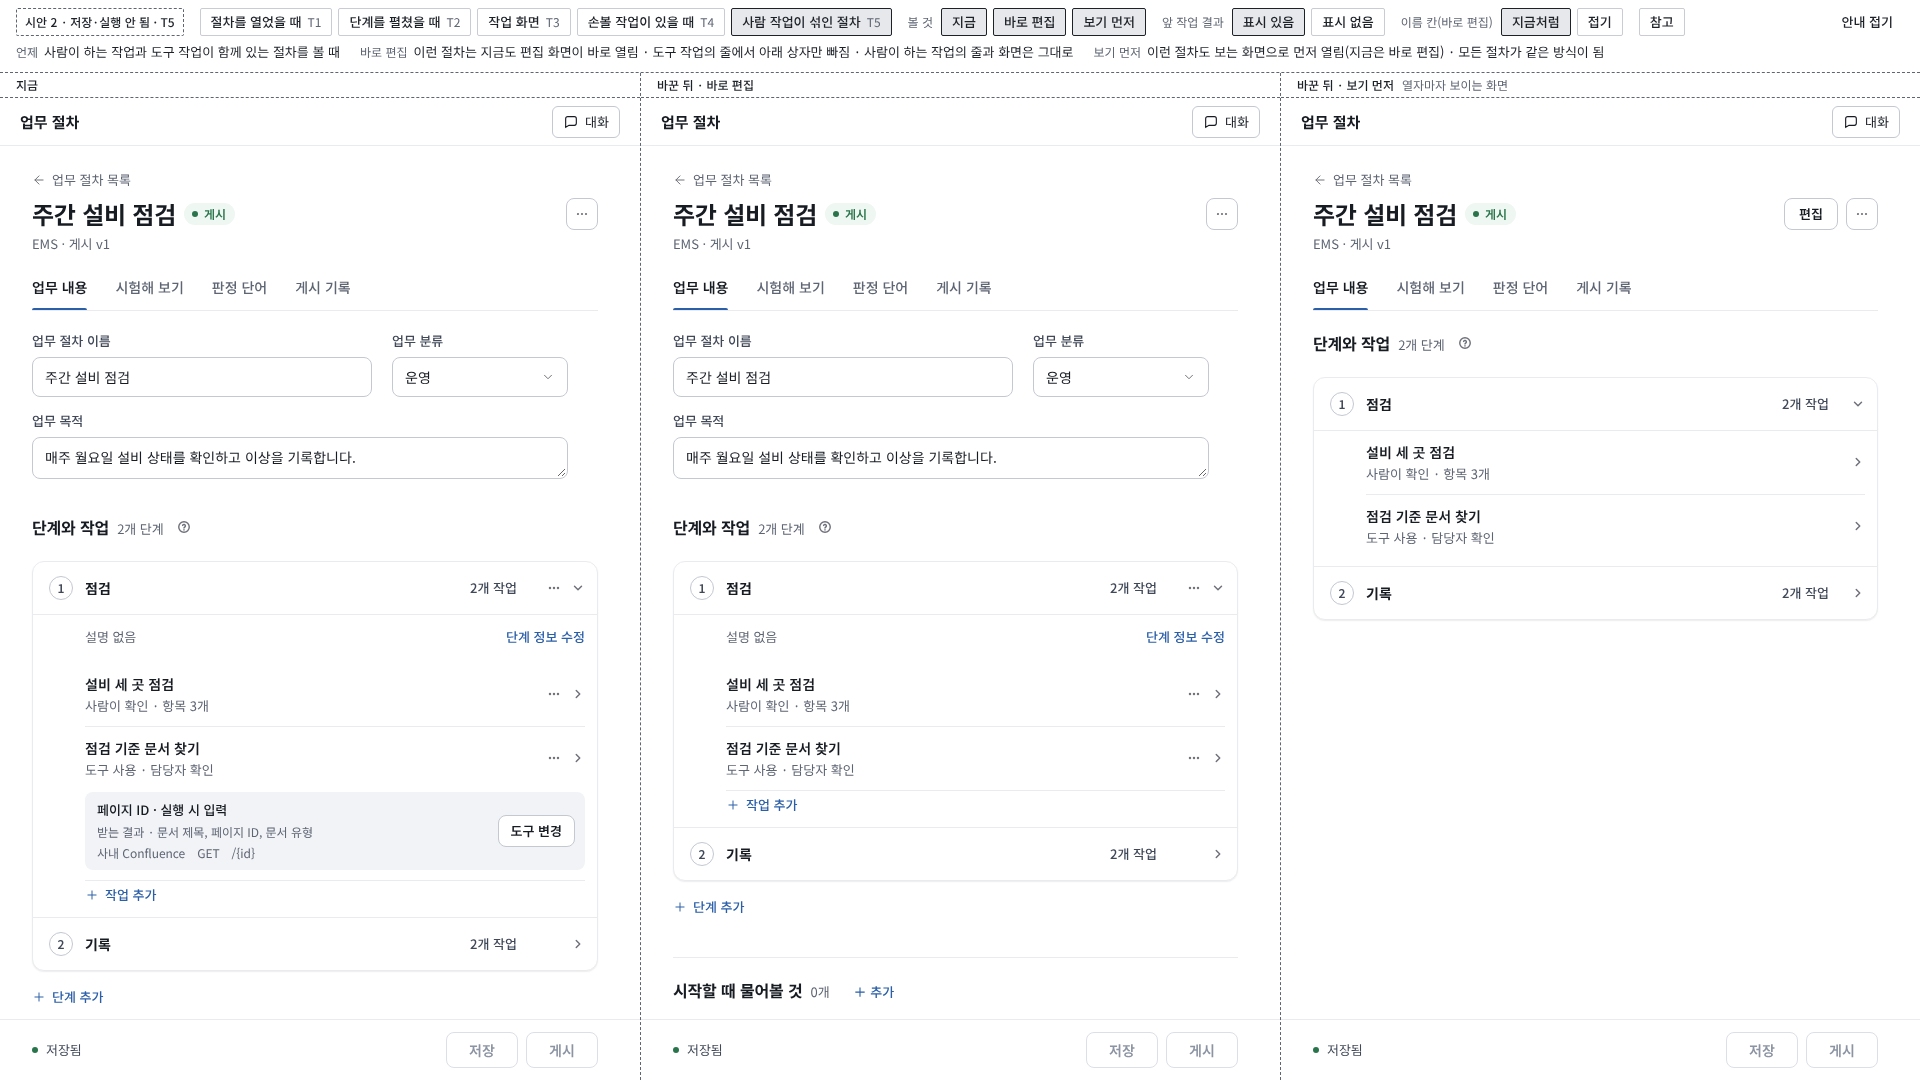 시안 2 · 저장·실행 안 됨 · T5 절차를 열었을 때 T1 단계를 펼쳤을 때 T2 작업 화면 T3 손볼 작업이 있을 때 T4 사람 작업이 섞인 절차 T5 볼 것 지금 바로 편집 보기 먼저 앞 작업 결과 표시 있음 표시 없음 이름 칸(바로 편집) 지금처럼 접기 참고 안내 접기
언제 사람이 하는 작업과 도구 작업이 함께 있는 절차를 볼 때 바로 편집 이런 절차는 지금도 편집 화면이 바로 열림 · 도구 작업의 줄에서 아래 상자만 빠짐 · 사람이 하는 작업의 줄과 화면은 그대로 보기 먼저 이런 절차도 보는 화면으로 먼저 열림(지금은 바로 편집) · 모든 절차가 같은 방식이 됨
지금
업무 절차
대화
업무 절차 목록
주간 설비 점검 게시 ···
EMS · 게시 v1
업무 내용 시험해 보기 판정 단어 게시 기록
업무 절차 이름 업무 분류
주간 설비 점검 운영
업무 목적
매주 월요일 설비 상태를 확인하고 이상을 기록합니다.
단계와 작업 2개 단계
1 점검 2개 작업 ···
설명 없음 단계 정보 수정
설비 세 곳 점검
사람이 확인 · 항목 3개 ···
점검 기준 문서 찾기
도구 사용 · 담당자 확인 ···
페이지 ID · 실행 시 입력
받는 결과 · 문서 제목, 페이지 ID, 문서 유형
사내 Confluence GET /{id}
도구 변경
+ 작업 추가
2 기록 2개 작업
+ 단계 추가
저장됨 저장 게시
바꾼 뒤 · 바로 편집
업무 절차
대화
업무 절차 목록
주간 설비 점검 게시 ···
EMS · 게시 v1
업무 내용 시험해 보기 판정 단어 게시 기록
업무 절차 이름 업무 분류
주간 설비 점검 운영
업무 목적
매주 월요일 설비 상태를 확인하고 이상을 기록합니다.
단계와 작업 2개 단계
1 점검 2개 작업 ···
설명 없음 단계 정보 수정
설비 세 곳 점검
사람이 확인 · 항목 3개 ···
점검 기준 문서 찾기
도구 사용 · 담당자 확인 ···
+ 작업 추가
2 기록 2개 작업
+ 단계 추가
시작할 때 물어볼 것 0개 + 추가
저장됨 저장 게시
바꾼 뒤 · 보기 먼저 열자마자 보이는 화면
업무 절차
대화
업무 절차 목록
주간 설비 점검 게시 편집 ···
EMS · 게시 v1
업무 내용 시험해 보기 판정 단어 게시 기록
단계와 작업 2개 단계
1 점검 2개 작업
설비 세 곳 점검
사람이 확인 · 항목 3개
점검 기준 문서 찾기
도구 사용 · 담당자 확인
2 기록 2개 작업
저장됨 저장 게시